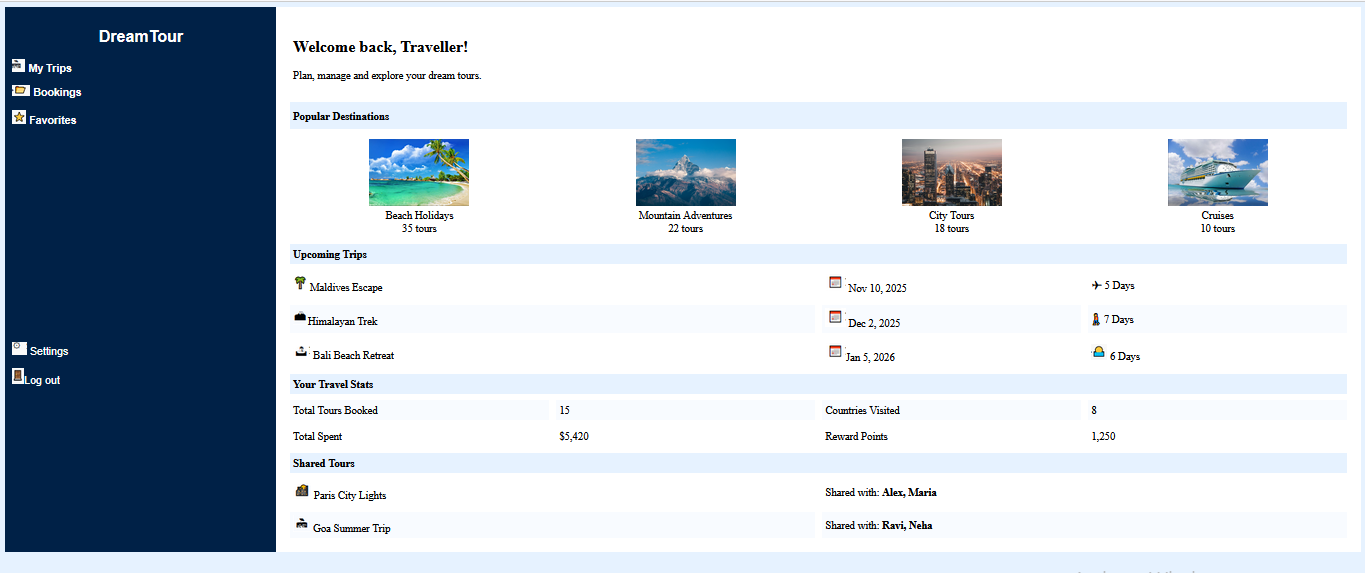 DreamTour
My Trips
Bookings
Favorites
Settings
Log out
Welcome back, Traveller!
Plan, manage and explore your dream tours.
Popular Destinations
Beach Holidays
35 tours
Mountain Adventures
22 tours
City Tours
18 tours
Cruises
10 tours
Upcoming Trips
Maldives Escape Nov 10, 2025 5 Days
Himalayan Trek Dec 2, 2025 7 Days
Bali Beach Retreat Jan 5, 2026 6 Days
Your Travel Stats
Total Tours Booked 15 Countries Visited 8
Total Spent $5,420 Reward Points 1,250
Shared Tours
Paris City Lights Shared with: Alex, Maria
Goa Summer Trip Shared with: Ravi, Neha